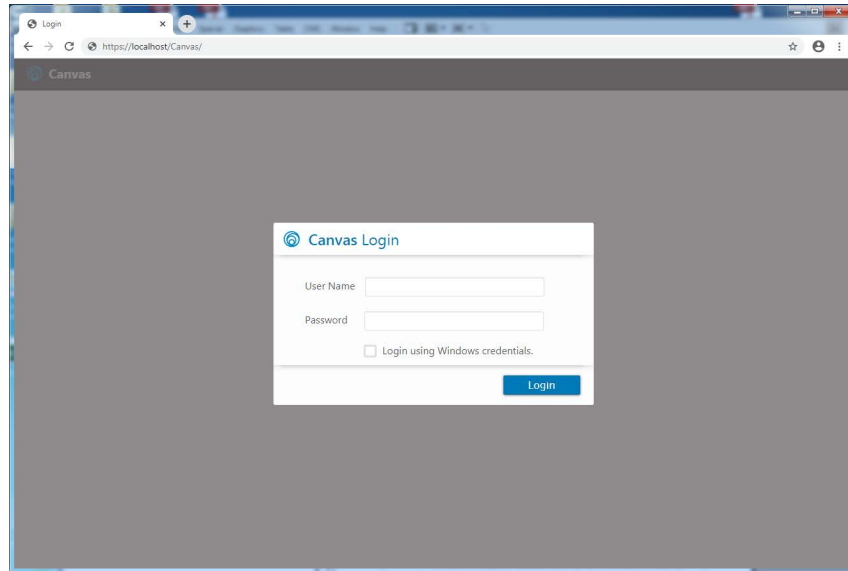 Login
https://localhost/Canvas/
Canvas
Canvas Login
User Name
Password
Login using Windows credentials.
Login